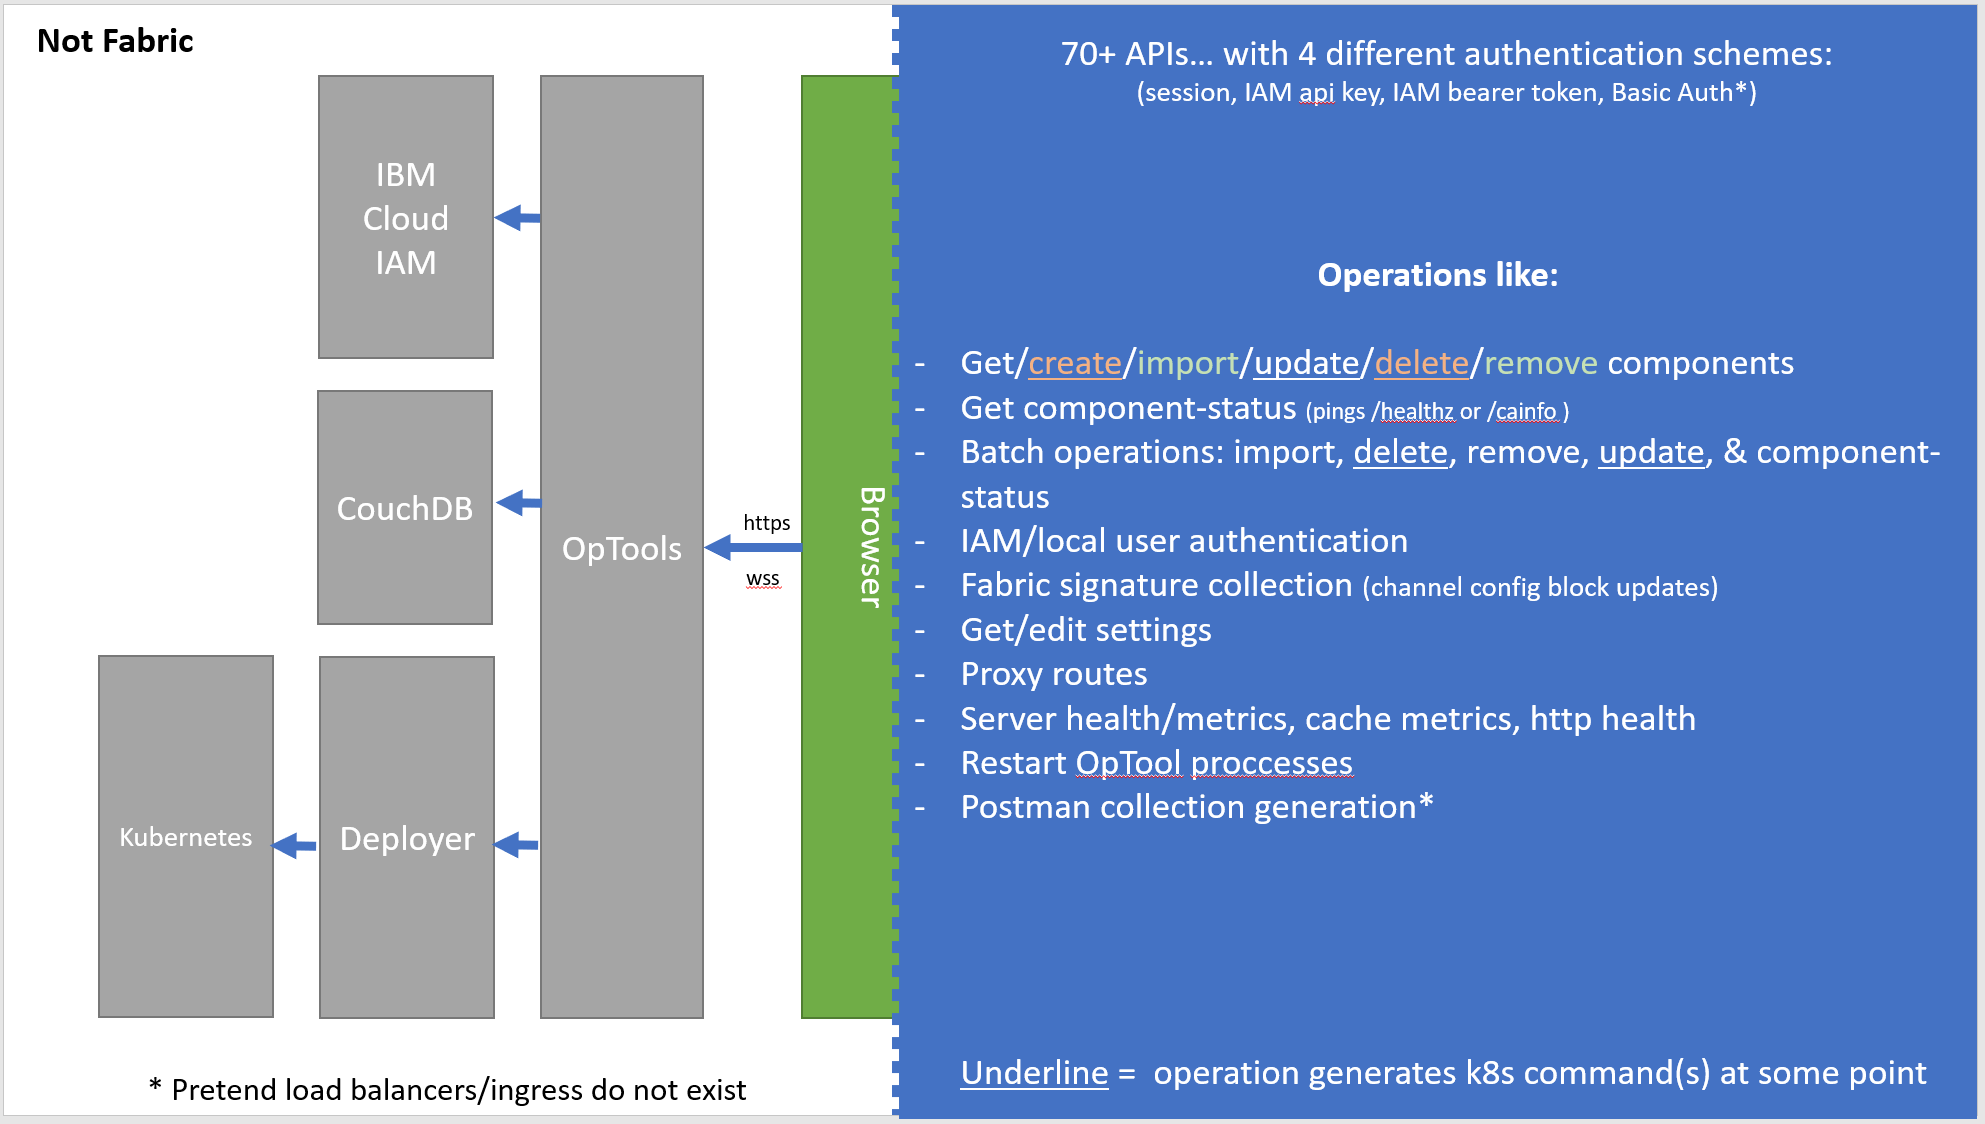 Not Fabric
IBM
Cloud
IAM
CouchDB
Kubernetes
Deployer
OpTools
https
wss
Browser
* Pretend load balancers/ingress do not exist
70+ APIs... with 4 different authentication schemes:
(session, IAM api key, IAM bearer token, Basic Auth*)
Operations like:
- Get/create/import/update/delete/remove components
- Get component-status (pings /healthz or /cainfo )
- Batch operations: import, delete, remove, update, & component-
status
- IAM/local user authentication
- Fabric signature collection (channel config block updates)
- Get/edit settings
- Proxy routes
- Server health/metrics, cache metrics, http health
- Restart OpTool proccesses
- Postman collection generation*
Underline = operation generates k8s command(s) at some point